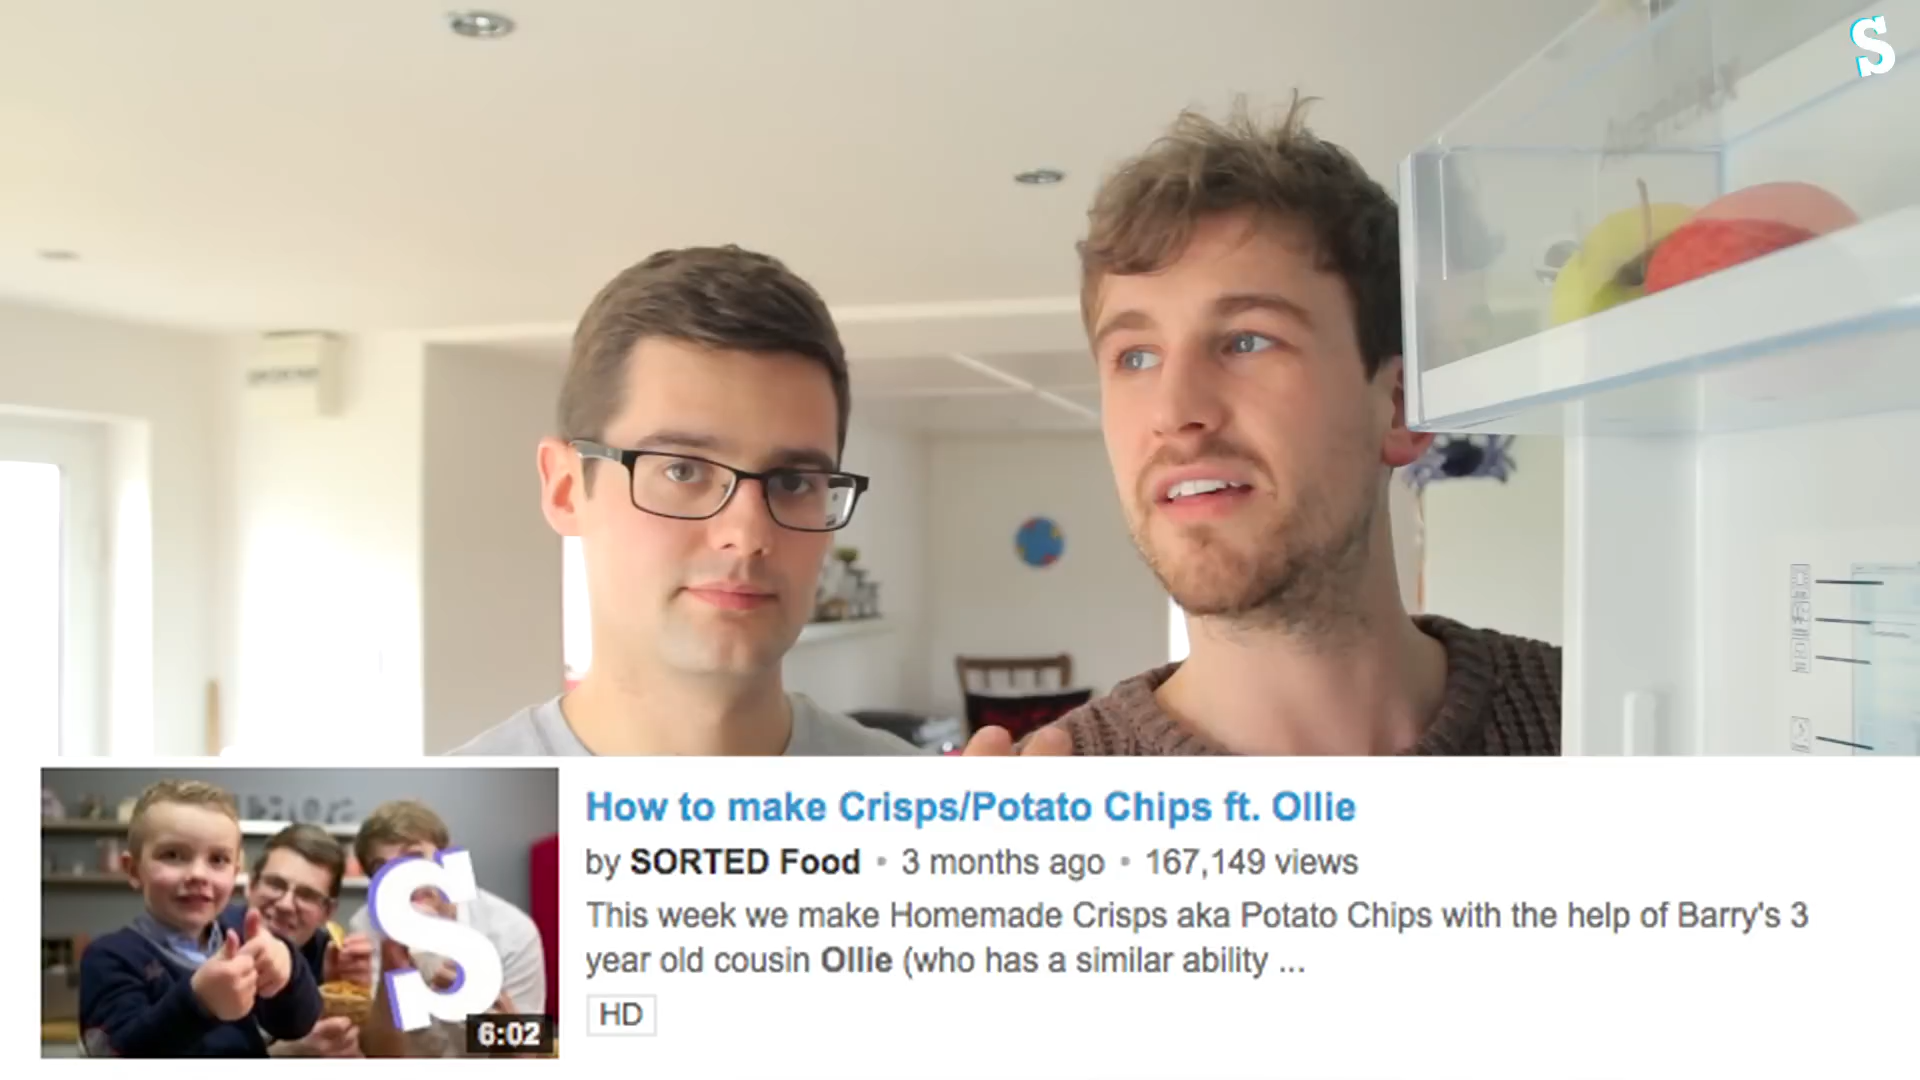 S
How to make Crisps/Potato Chips ft. Ollie
by SORTED Food • 3 months ago • 167,149 views
This week we make Homemade Crisps aka Potato Chips with the help of Barry's 3
year old cousin Ollie (who has a similar ability ...
HD
S
6:02